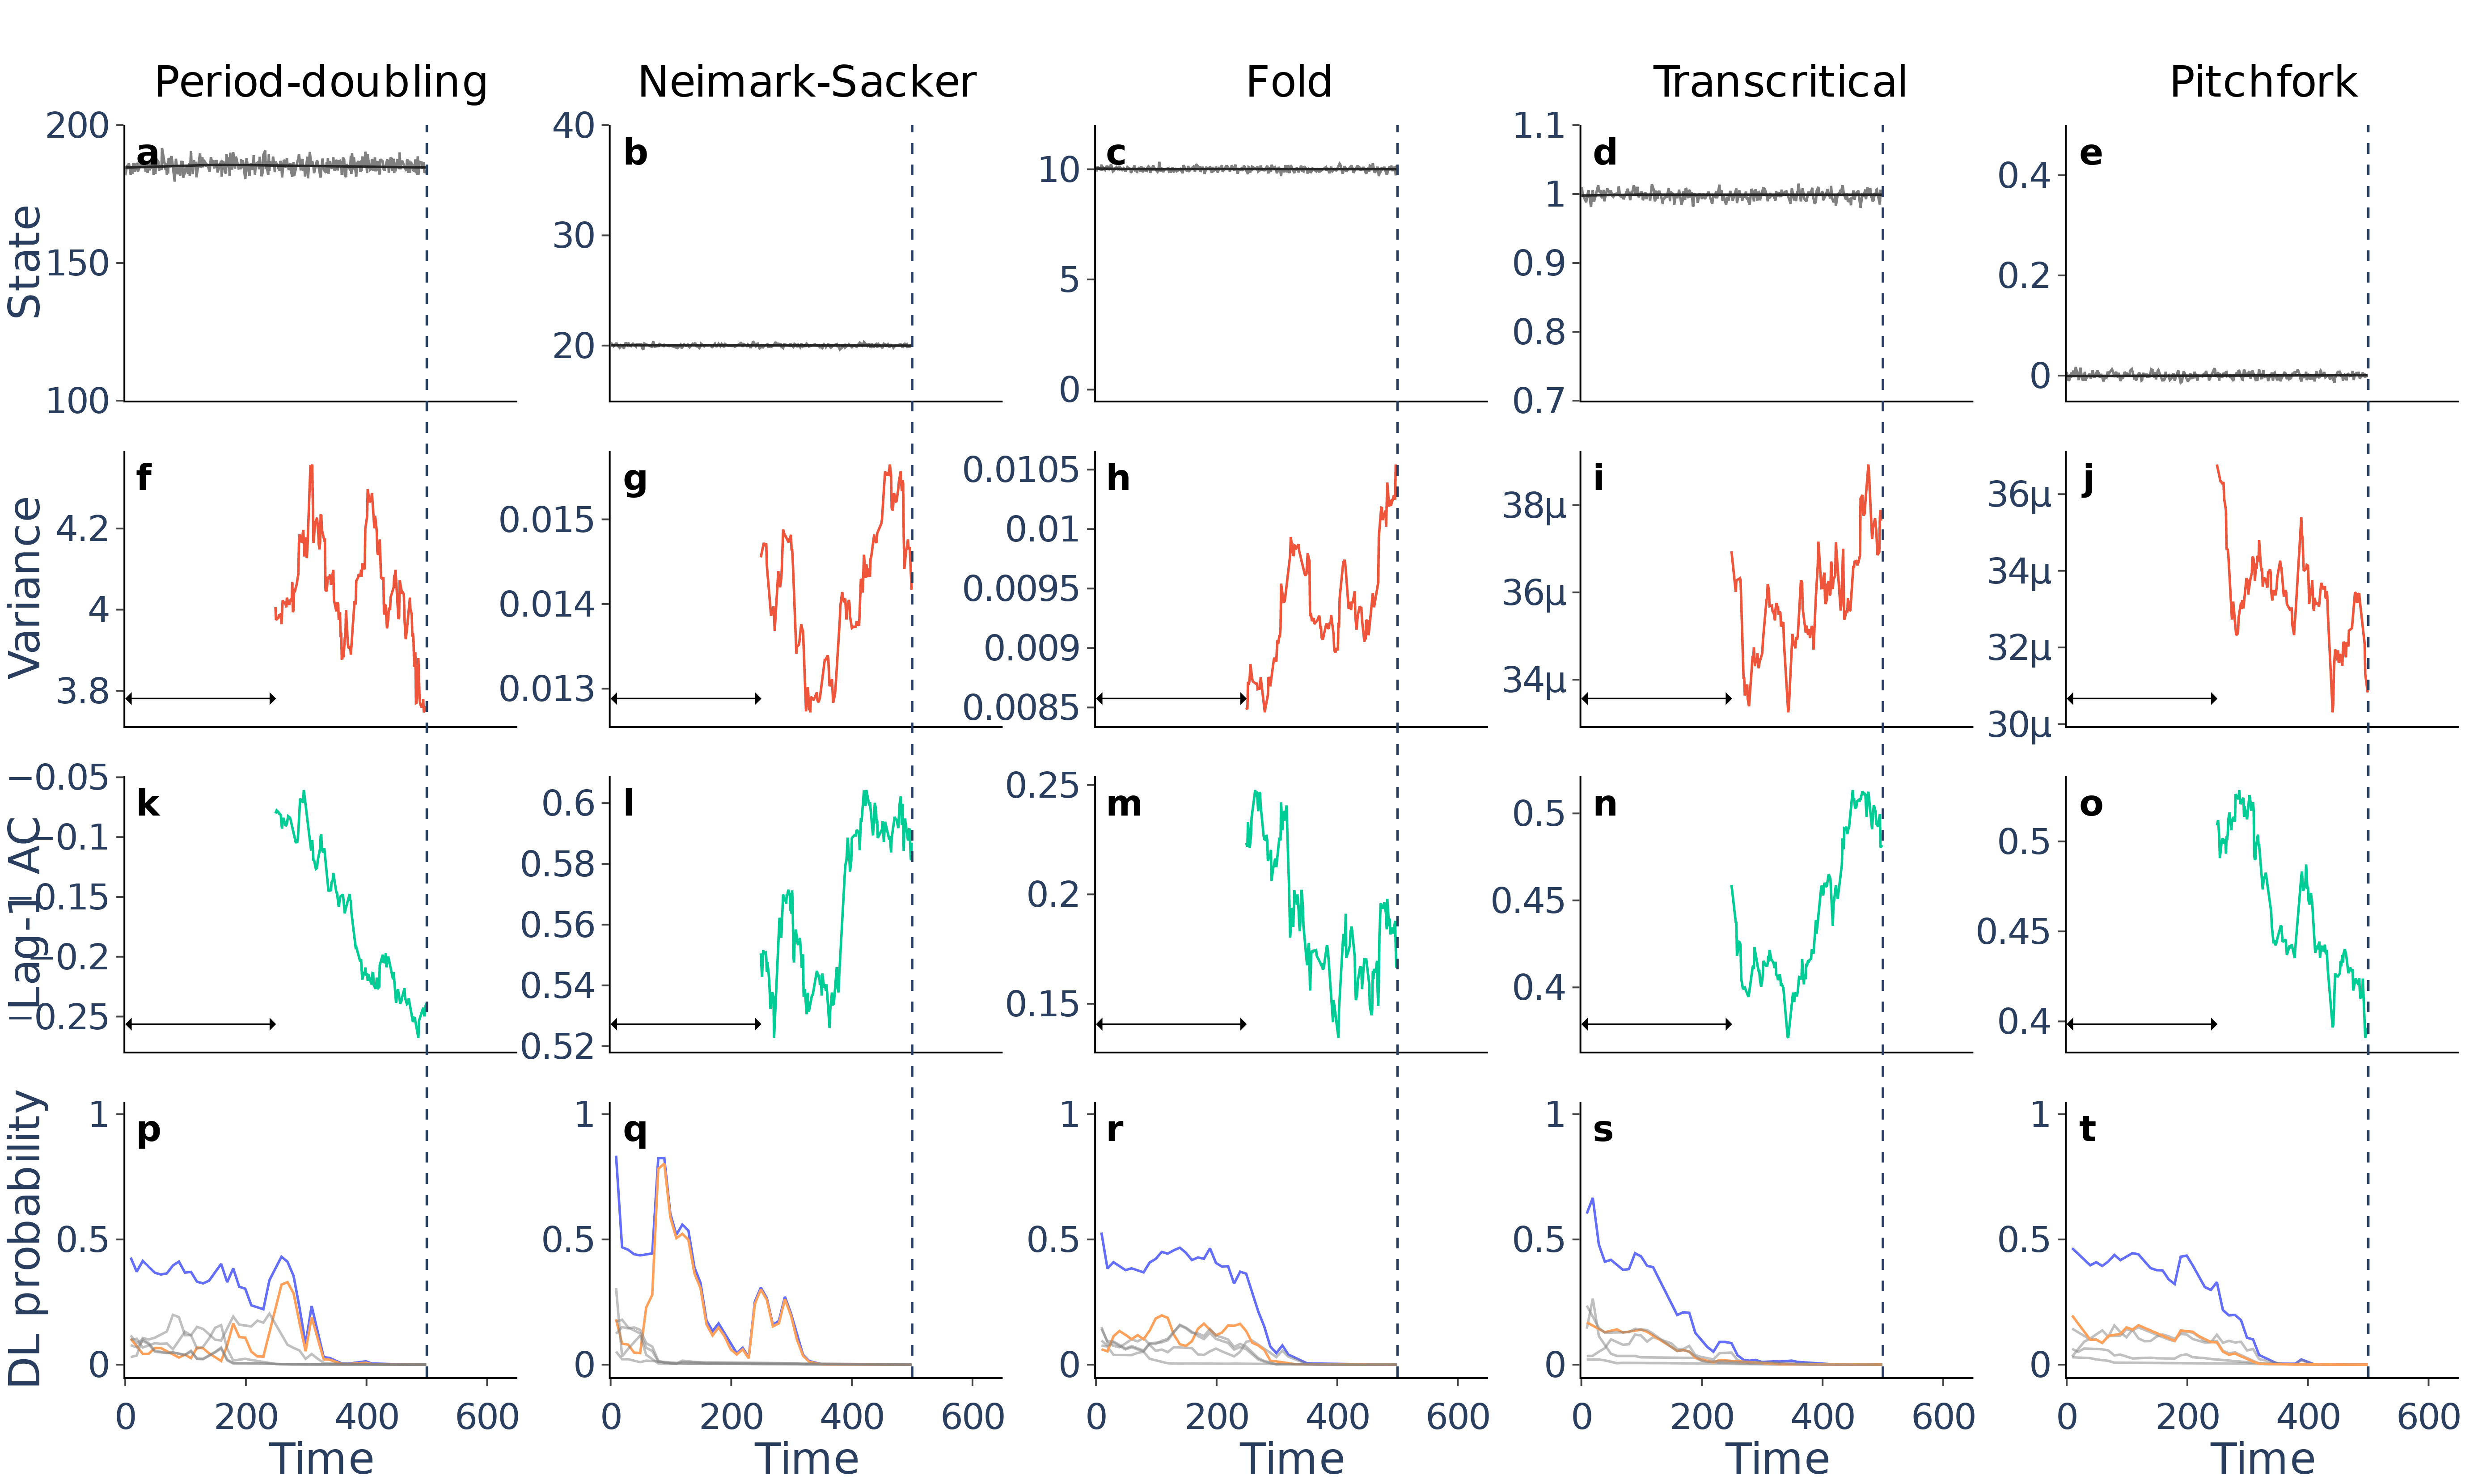 Period-doubling Neimark-Sacker Fold Transcritical Pitchfork
State
200
150
100
a
40
30
20
b
10
5
0
c
1.1
1
0.9
0.8
0.7
d
0.4
0.2
0
e
Variance
4.2
4
3.8
f
0.015
0.014
0.013
g
0.0105
0.01
0.0095
0.009
0.0085
h
38μ
36μ
34μ
i
36μ
34μ
32μ
30μ
j
Lag-1 AC
−0.05
−0.1
−0.15
−0.2
−0.25
k
0.6
0.58
0.56
0.54
0.52
l
0.25
0.2
0.15
m
0.5
0.45
0.4
n
0.5
0.45
0.4
o
DL probability
1
0.5
0
p
1
0.5
0
q
1
0.5
0
r
1
0.5
0
s
1
0.5
0
t
0 200 400 600 0 200 400 600 0 200 400 600 0 200 400 600 0 200 400 600
Time Time Time Time Time